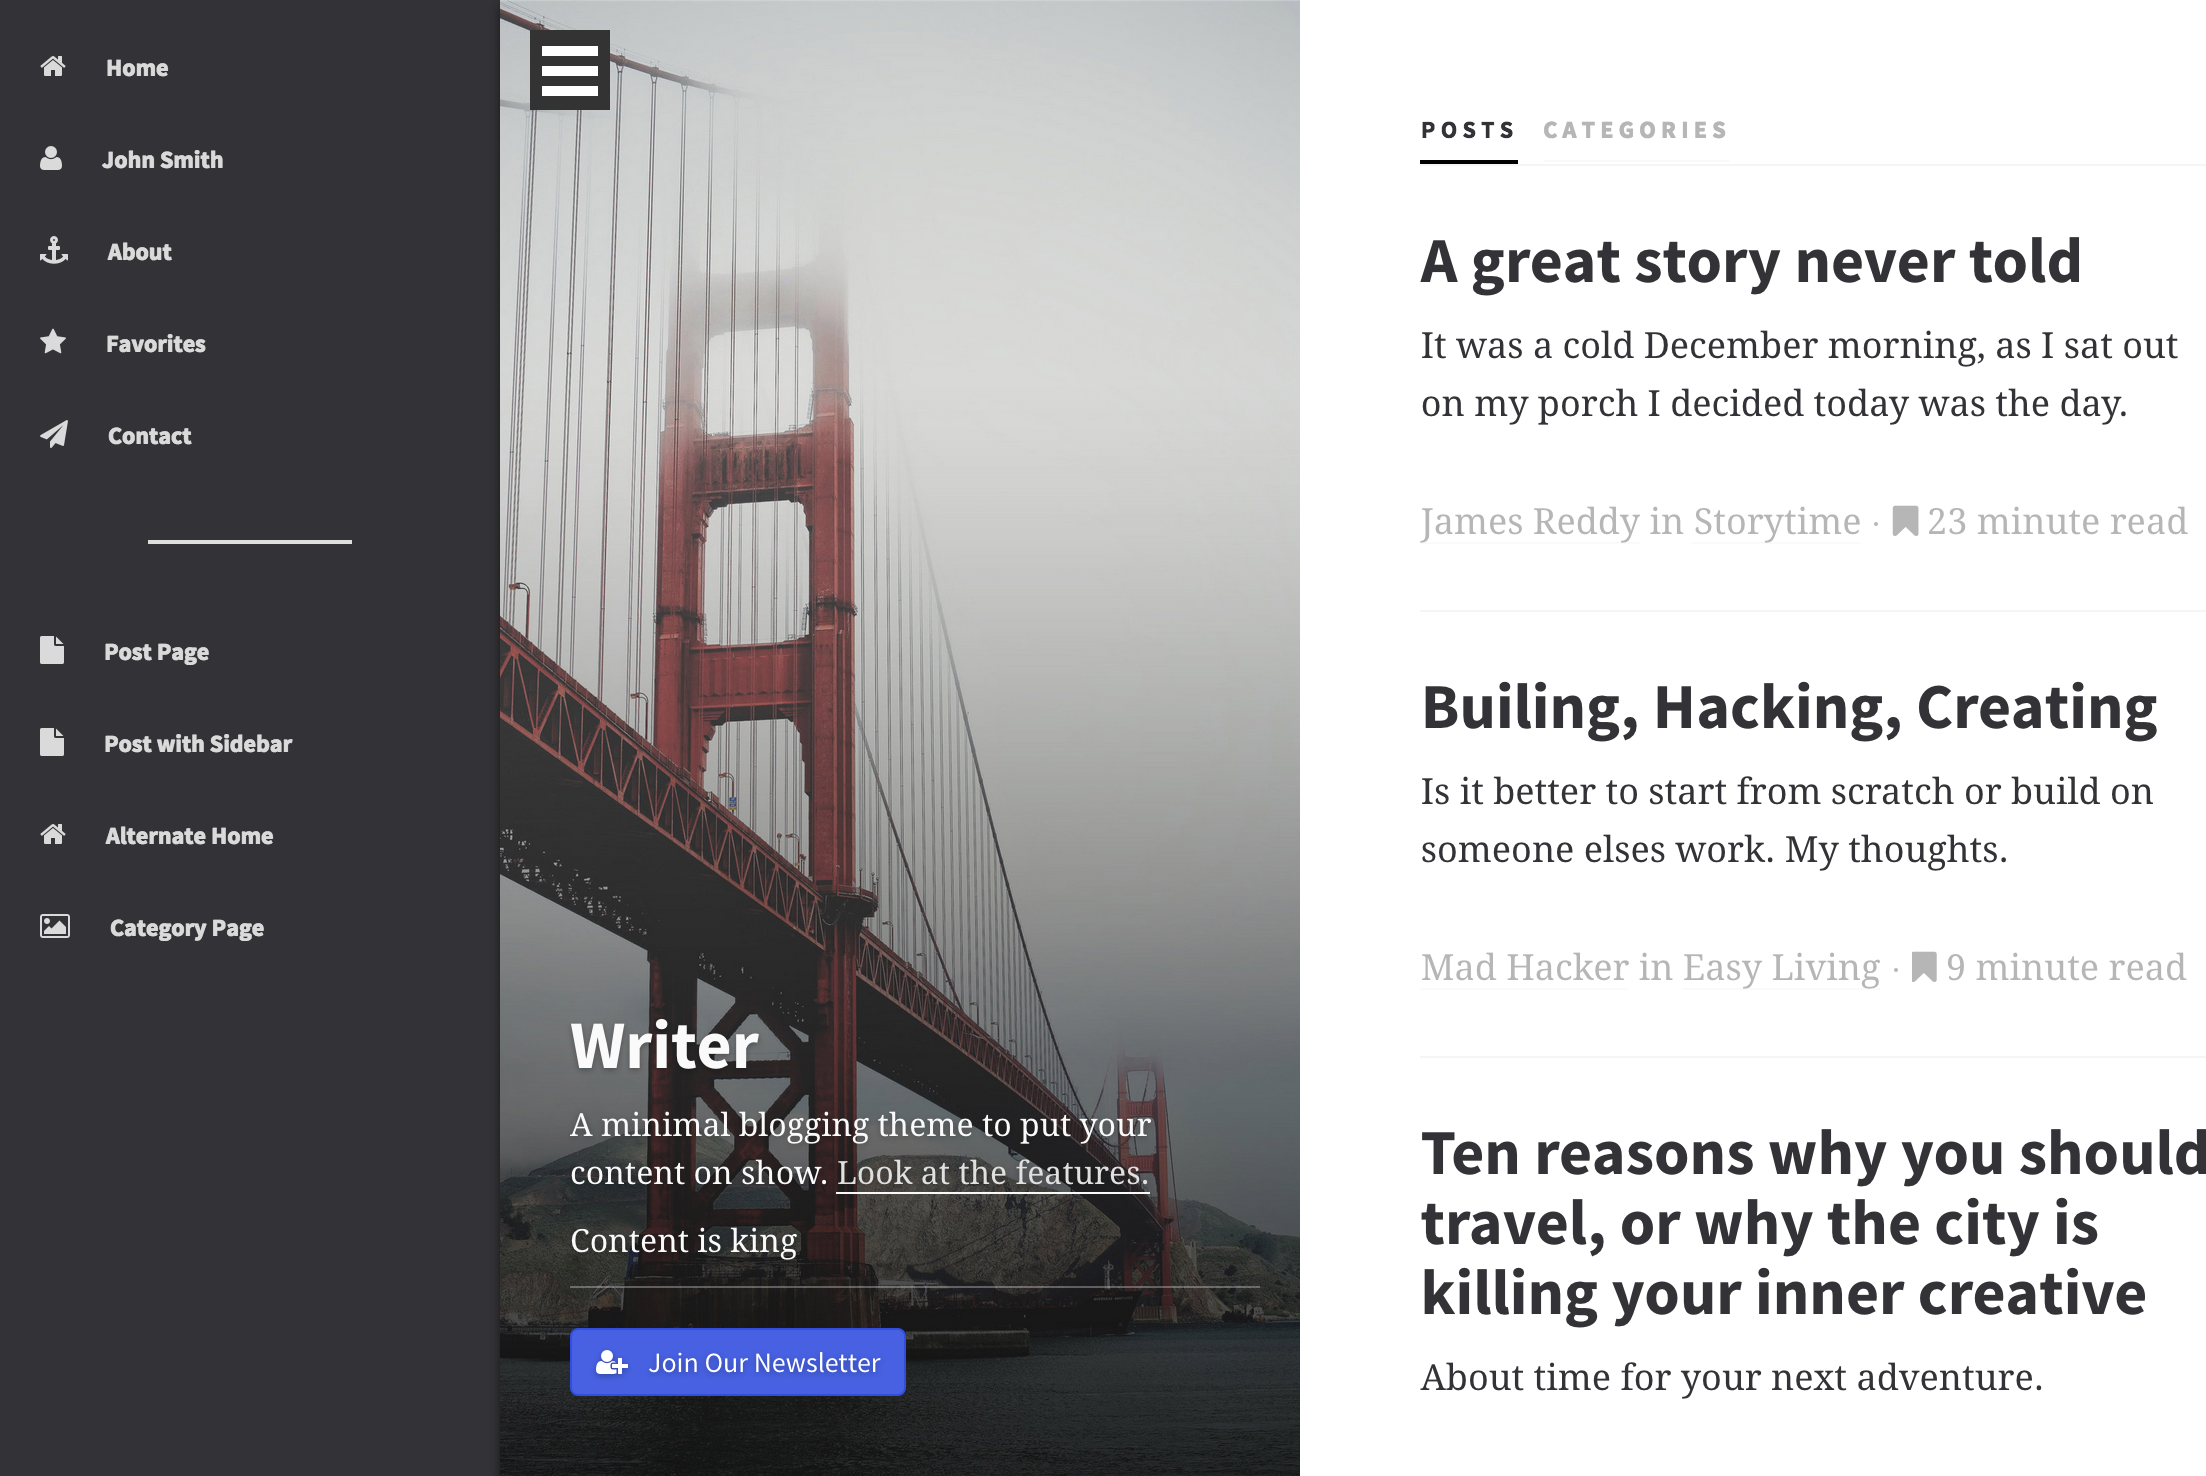 Home
John Smith
About
Favorites
Contact
Post Page
Post with Sidebar
Alternate Home
Category Page
Writer
A minimal blogging theme to put your
content on show. Look at the features.
Content is king
Join Our Newsletter
POSTS CATEGORIES
A great story never told
It was a cold December morning, as I sat out
on my porch I decided today was the day.
James Reddy in Storytime · 23 minute read
Builing, Hacking, Creating
Is it better to start from scratch or build on
someone elses work. My thoughts.
Mad Hacker in Easy Living · 9 minute read
Ten reasons why you should
travel, or why the city is
killing your inner creative
About time for your next adventure.